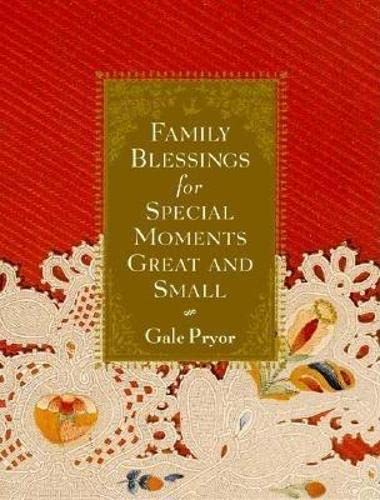 FAMILY
BLESSINGS
for
SPECIAL
MOMENTS
GREAT AND
SMALL
Gale Pryor